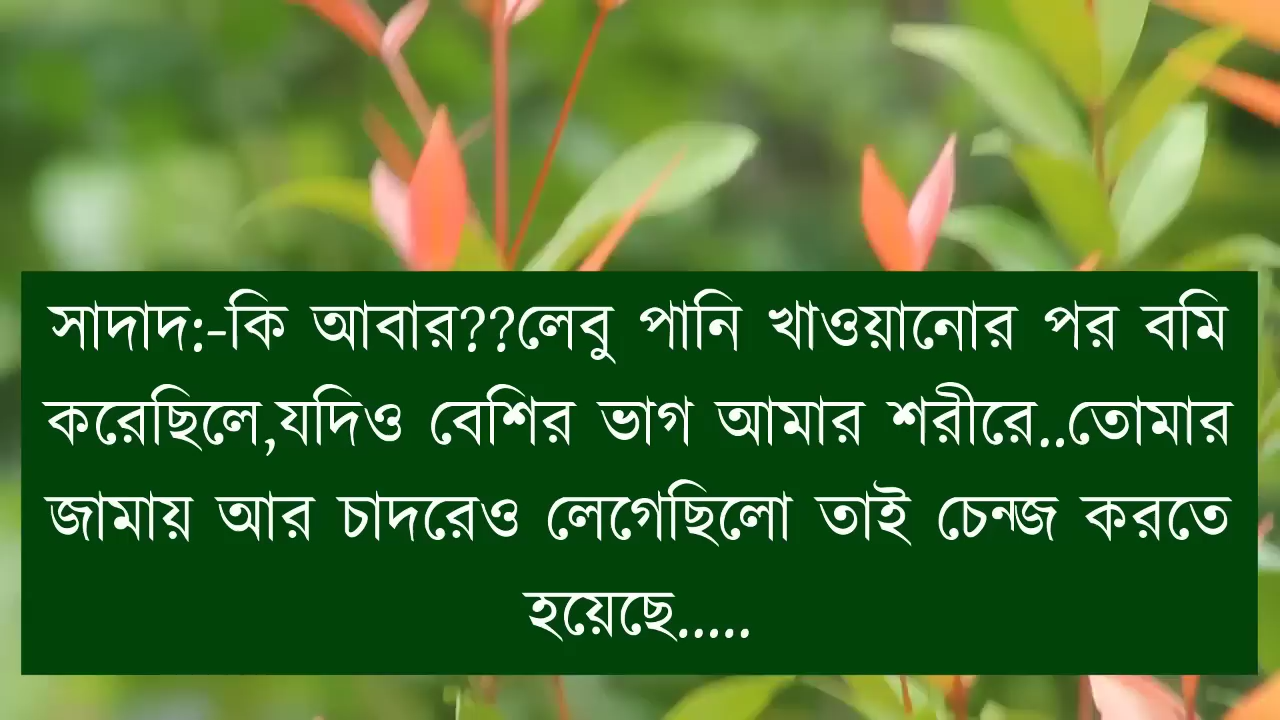 সাদাদ:-কি আবার??লেবু পানি খাওয়ানোর পর বমি
করেছিলে,যদিও বেশির ভাগ আমার শরীরে..তোমার
জামায় আর চাদরেও লেগেছিলো তাই চেন্জ করতে
হয়েছে.....